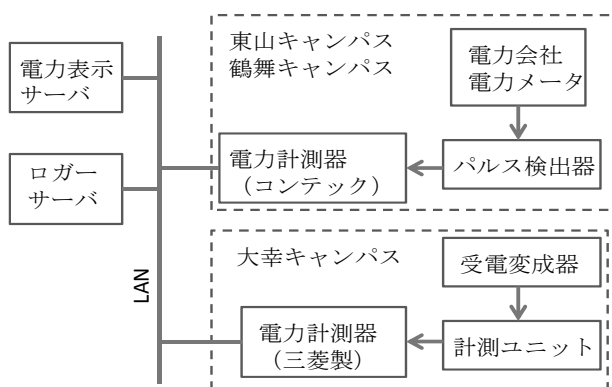 東山キャンパス
鶴舞キャンパス
電力会社
電力メータ
電力表示
サーバ
電力計測器
（コンテック）
パルス検出器
ロガー
サーバ
大幸キャンパス
受電変成器
LAN
電力計測器
（三菱製）
計測ユニット